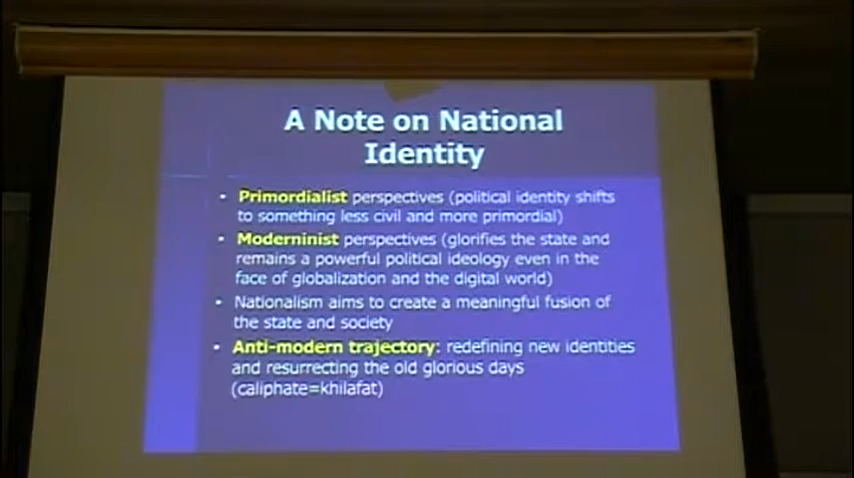 A Note on National
Identity
• Primordialist perspectives (political identity shifts
to something less civil and more primordial)
• Moderninist perspectives (glorifies the state and
remains a powerful political ideology even in the
face of globalization and the digital world)
• Nationalism aims to create a meaningful fusion of
the state and society
• Anti-modern trajectory: redefining new identities
and resurrecting the old glorious days
(caliphate=khilafat)